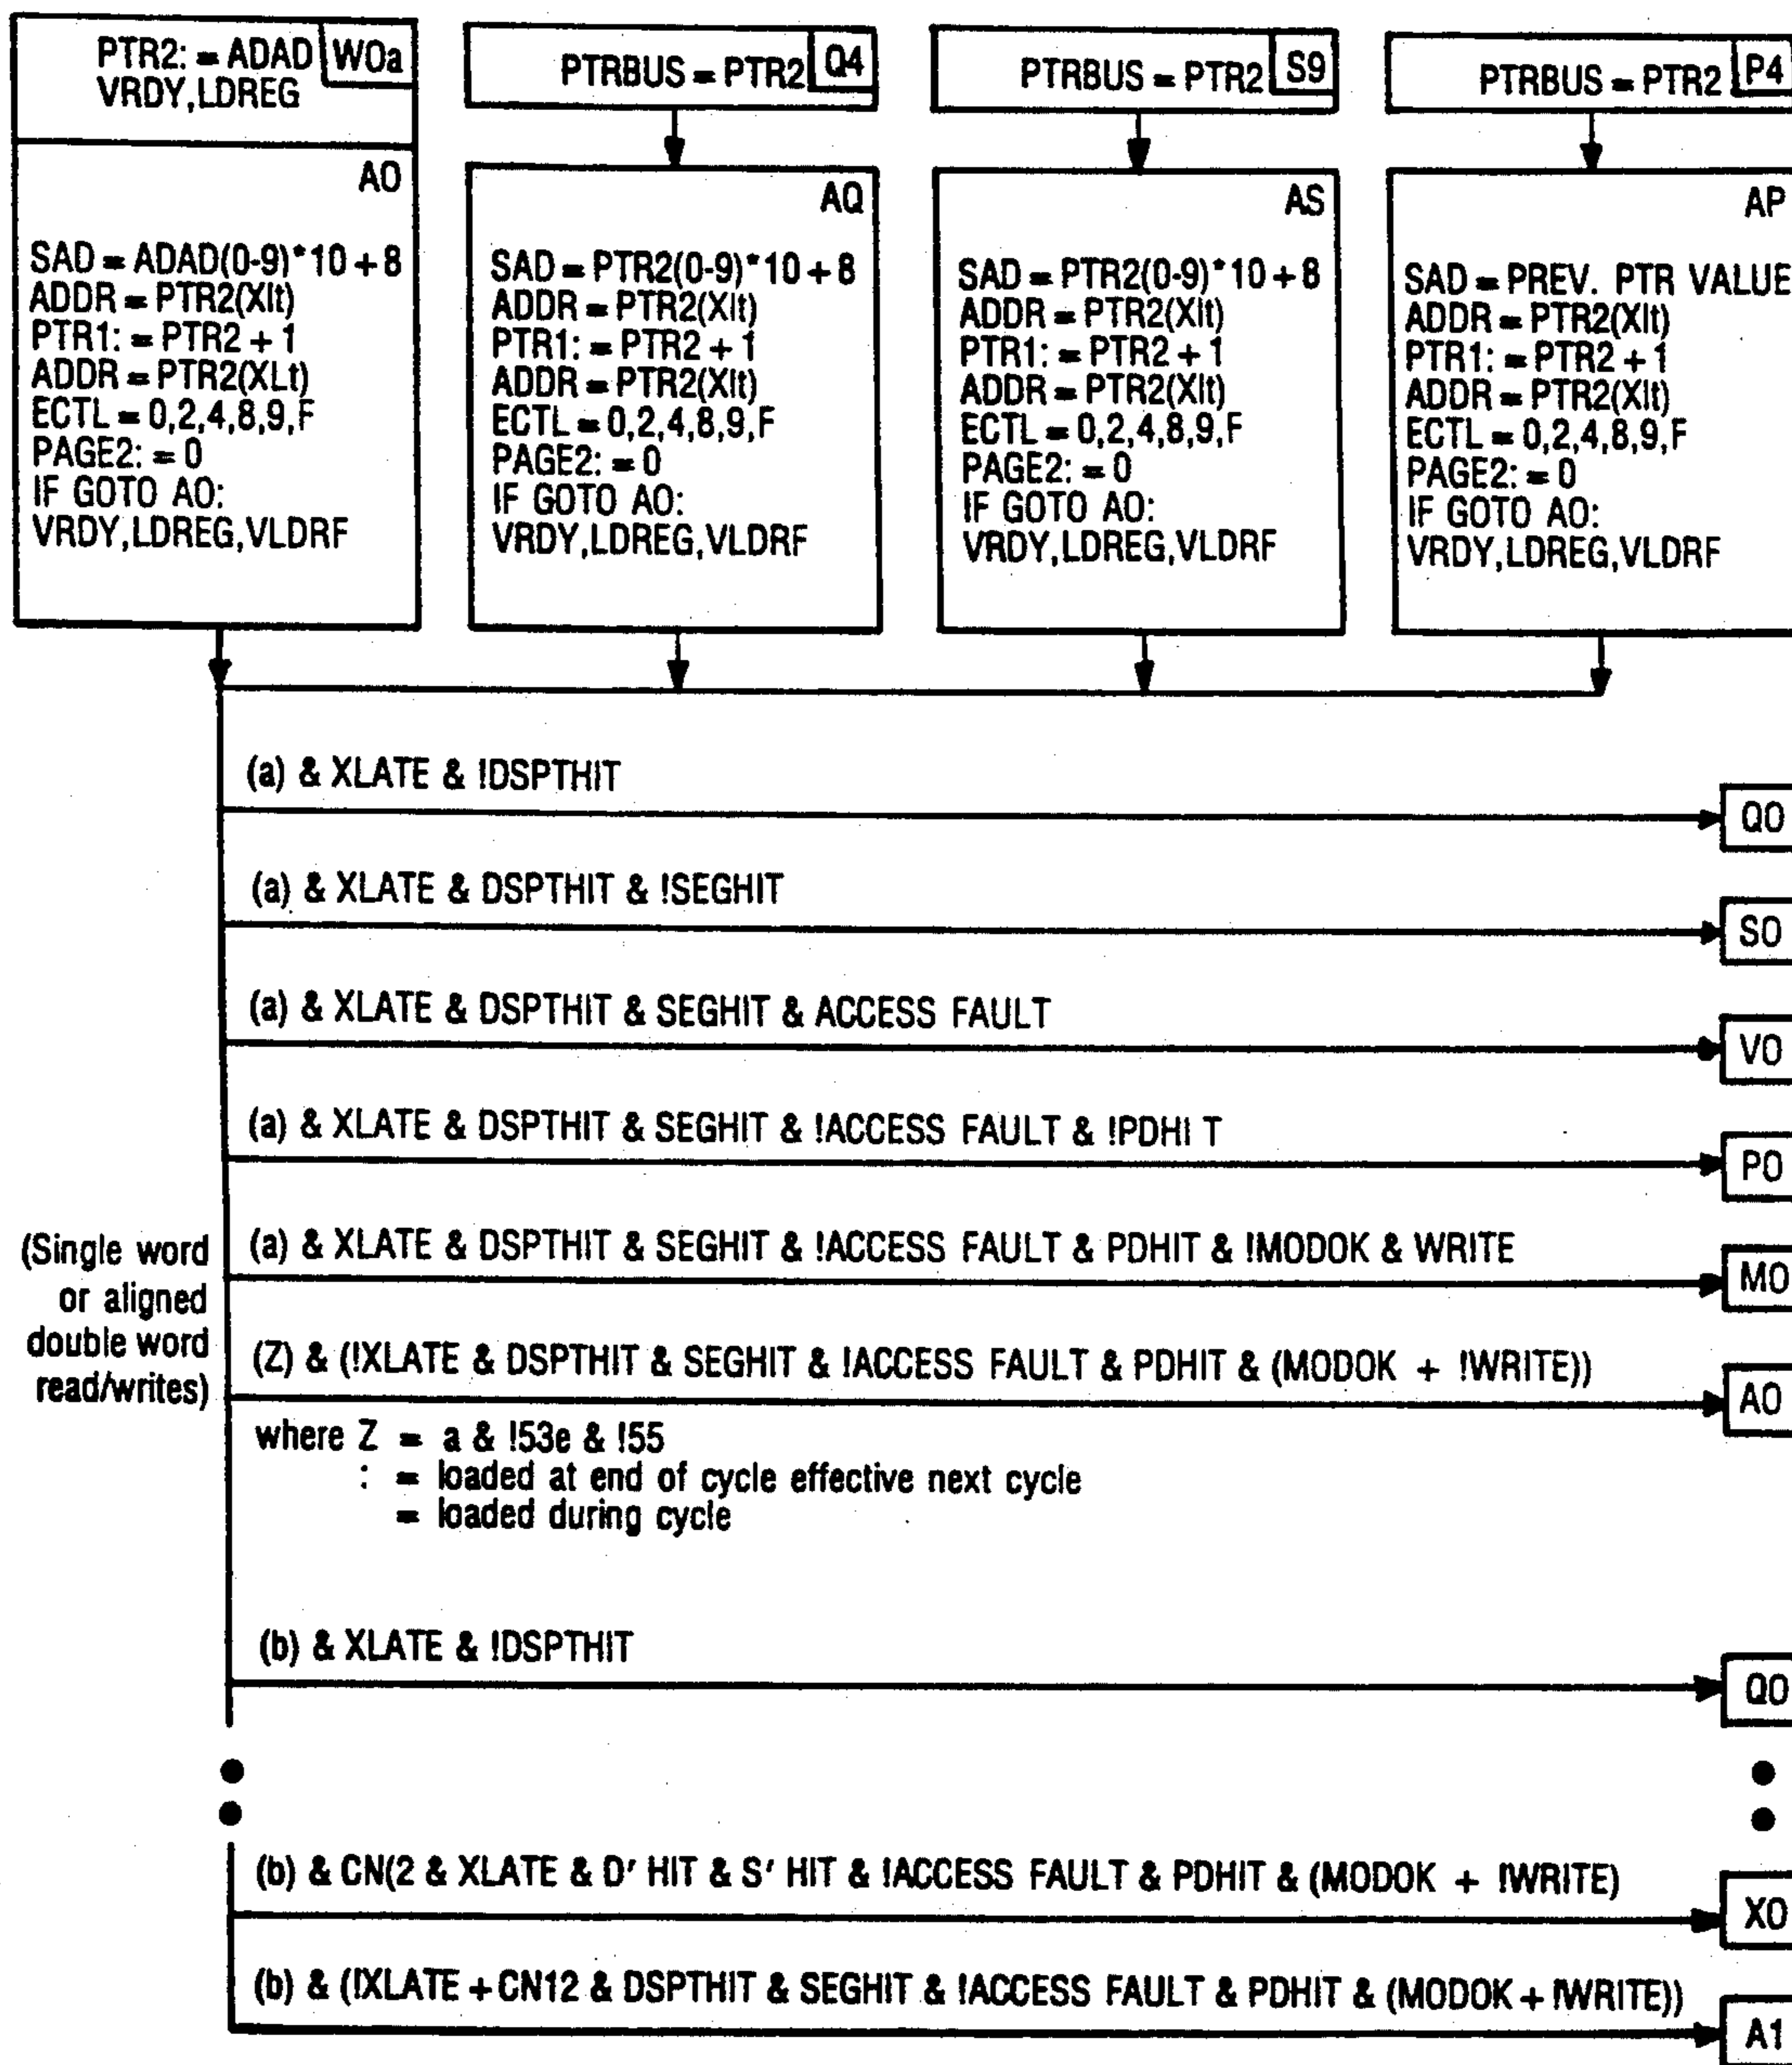 PTR2: = ADAD W0a
VRDY,LDREG
AO
SAD = ADAD(0-9)*10 + 8
ADDR = PTR2(Xlt)
PTR1: = PTR2 + 1
ADDR = PTR2(XLt)
ECTL = 0,2,4,8,9,F
PAGE2: = 0
IF GOTO AO:
VRDY,LDREG,VLDRF
PTRBUS = PTR2 Q4
AQ
SAD = PTR2(0-9)*10 + 8
ADDR = PTR2(Xlt)
PTR1: = PTR2 + 1
ADDR = PTR2(Xlt)
ECTL = 0,2,4,8,9,F
PAGE2: = 0
IF GOTO AO:
VRDY,LDREG,VLDRF
PTRBUS = PTR2 S9
AS
SAD = PTR2(0-9)*10 + 8
ADDR = PTR2(Xlt)
PTR1: = PTR2 + 1
ADDR = PTR2(Xlt)
ECTL = 0,2,4,8,9,F
PAGE2: = 0
IF GOTO AO:
VRDY,LDREG,VLDRF
PTRBUS = PTR2 P4
AP
SAD = PREV. PTR VALUE
ADDR = PTR2(Xlt)
PTR1: = PTR2 + 1
ADDR = PTR2(Xlt)
ECTL = 0,2,4,8,9,F
PAGE2: = 0
IF GOTO AO:
VRDY,LDREG,VLDRF
(a) & XLATE & !DSPTHIT
Q0
(a) & XLATE & DSPTHIT & !SEGHIT
S0
(a) & XLATE & DSPTHIT & SEGHIT & ACCESS FAULT
V0
(a) & XLATE & DSPTHIT & SEGHIT & !ACCESS FAULT & !PDHI T
P0
(a) & XLATE & DSPTHIT & SEGHIT & !ACCESS FAULT & PDHIT & !MODOK & WRITE
M0
(Single word
or aligned
double word
read/writes)
(Z) & (!XLATE & DSPTHIT & SEGHIT & !ACCESS FAULT & PDHIT & (MODOK + !WRITE))
A0
where Z = a & !53e & !55
: = loaded at end of cycle effective next cycle
= loaded during cycle
(b) & XLATE & !DSPTHIT
Q0
(b) & CN(2 & XLATE & D' HIT & S' HIT & !ACCESS FAULT & PDHIT & (MODOK + !WRITE)
X0
(b) & (!XLATE + CN12 & DSPTHIT & SEGHIT & !ACCESS FAULT & PDHIT & (MODOK + !WRITE))
A1